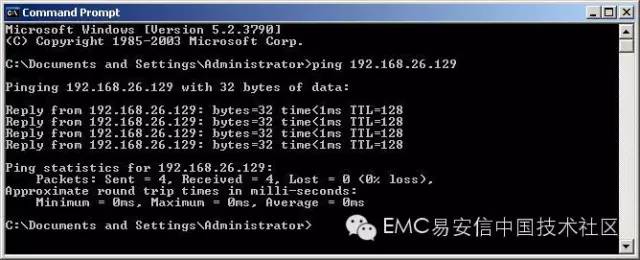 Command Prompt
Microsoft Windows [Version 5.2.3790]
(C) Copyright 1985-2003 Microsoft Corp.
C:\Documents and Settings\Administrator>ping 192.168.26.129
Pinging 192.168.26.129 with 32 bytes of data:
Reply from 192.168.26.129: bytes=32 time<1ms TTL=128
Reply from 192.168.26.129: bytes=32 time<1ms TTL=128
Reply from 192.168.26.129: bytes=32 time<1ms TTL=128
Reply from 192.168.26.129: bytes=32 time<1ms TTL=128
Ping statistics for 192.168.26.129:
Packets: Sent = 4, Received = 4, Lost = 0 (0% loss),
Approximate round trip times in milli-seconds:
Minimum = 0ms, Maximum = 0ms, Average = 0ms
C:\Documents and Settings\Administrator>
EMC易安信中国技术社区